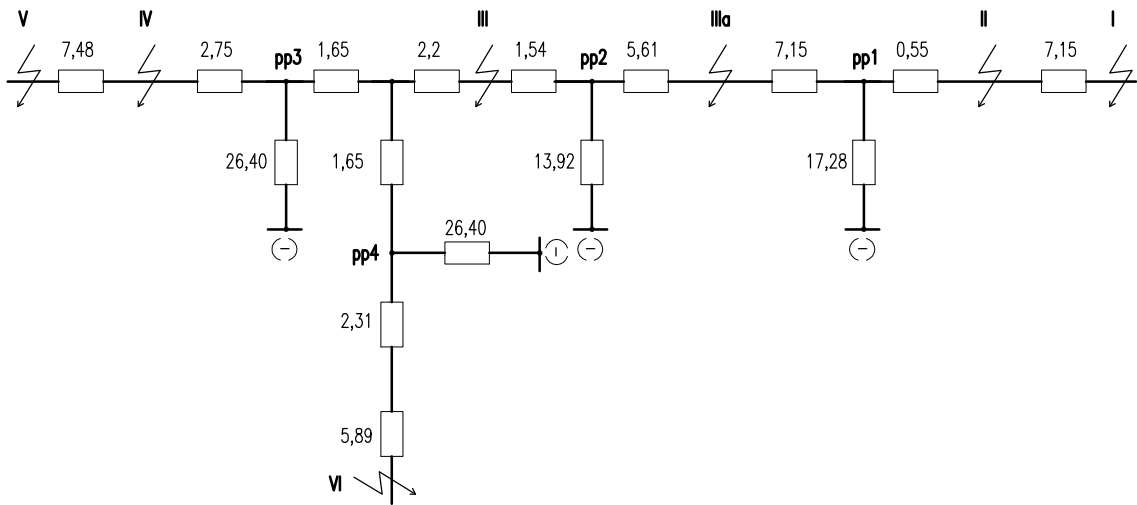 V IV III IIIa II I
7,48 2,75 pp3 1,65 2,2 1,54 pp2 5,61 7,15 pp1 0,55 7,15
26,40 1,65 13,92 17,28
26,40
pp4
2,31
5,89
VI